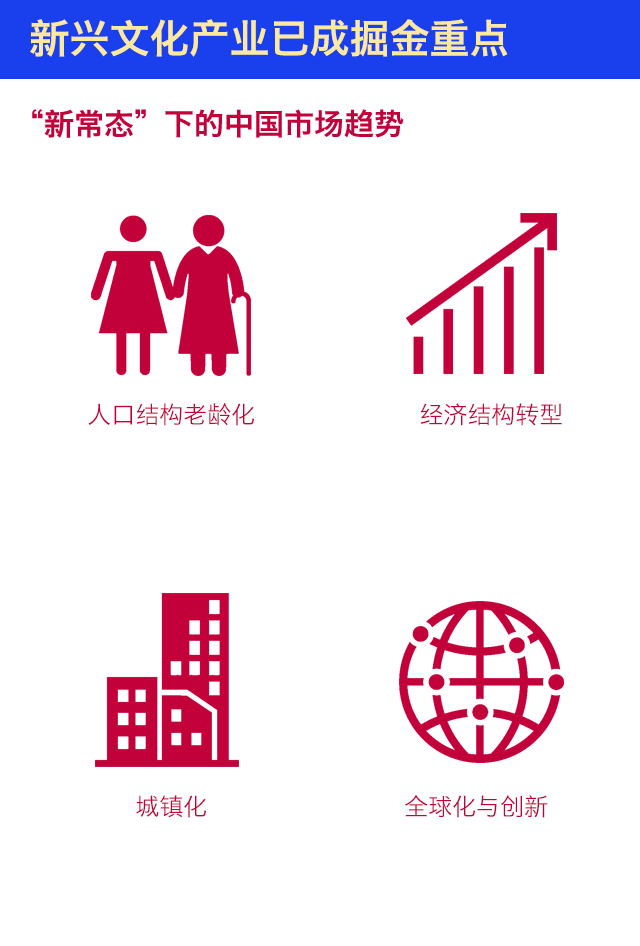 新兴文化产业已成掘金重点
“新常态”下的中国市场趋势
人口结构老龄化
经济结构转型
城镇化
全球化与创新